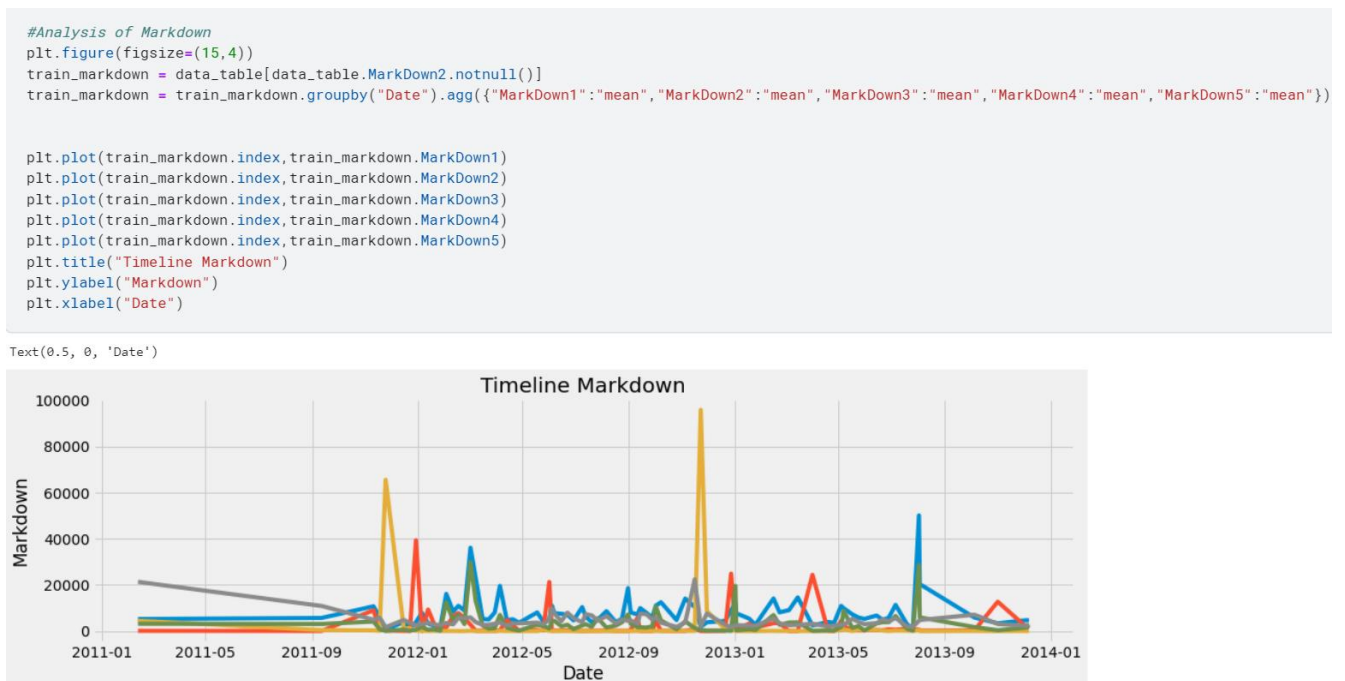 #Analysis of Markdown
plt.figure(figsize=(15,4))
train_markdown = data_table[data_table.MarkDown2.notnull()]
train_markdown = train_markdown.groupby("Date").agg({"MarkDown1":"mean","MarkDown2":"mean","MarkDown3":"mean","MarkDown4":"mean","MarkDown5":"mean"})
plt.plot(train_markdown.index,train_markdown.MarkDown1)
plt.plot(train_markdown.index,train_markdown.MarkDown2)
plt.plot(train_markdown.index,train_markdown.MarkDown3)
plt.plot(train_markdown.index,train_markdown.MarkDown4)
plt.plot(train_markdown.index,train_markdown.MarkDown5)
plt.title("Timeline Markdown")
plt.ylabel("Markdown")
plt.xlabel("Date")
Text(0.5, 0, 'Date')
Timeline Markdown
100000
80000
60000
40000
20000
0
Markdown
2011-01 2011-05 2011-09 2012-01 2012-05 2012-09 2013-01 2013-05 2013-09 2014-01
Date